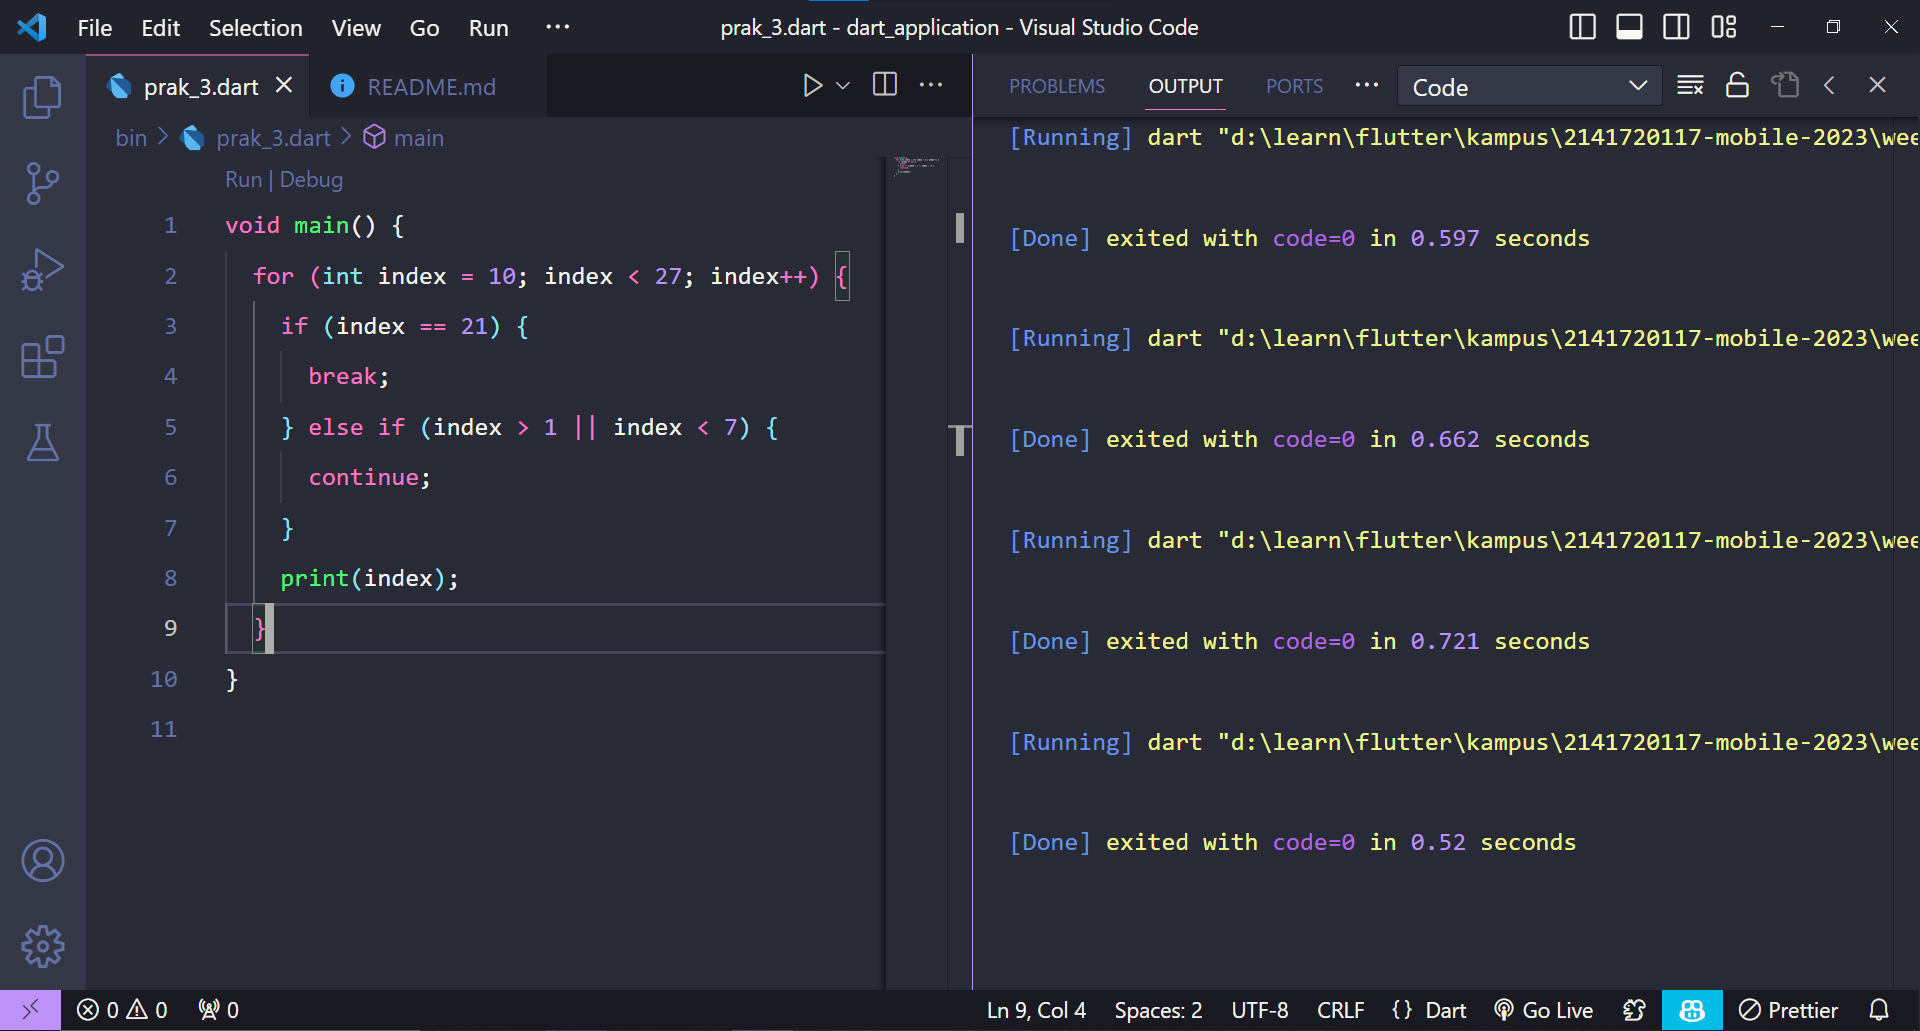 File Edit Selection View Go Run ··· prak_3.dart - dart_application - Visual Studio Code
prak_3.dart README.md
bin > prak_3.dart > main
Run | Debug
1 void main() {
2 for (int index = 10; index < 27; index++) {
3 if (index == 21) {
4 break;
5 } else if (index > 1 || index < 7) {
6 continue;
7 }
8 print(index);
9 }
10 }
11
PROBLEMS OUTPUT PORTS ··· Code
[Running] dart "d:\learn\flutter\kampus\2141720117-mobile-2023\wee
[Done] exited with code=0 in 0.597 seconds
[Running] dart "d:\learn\flutter\kampus\2141720117-mobile-2023\wee
[Done] exited with code=0 in 0.662 seconds
[Running] dart "d:\learn\flutter\kampus\2141720117-mobile-2023\wee
[Done] exited with code=0 in 0.721 seconds
[Running] dart "d:\learn\flutter\kampus\2141720117-mobile-2023\wee
[Done] exited with code=0 in 0.52 seconds
0 0 0 Ln 9, Col 4 Spaces: 2 UTF-8 CRLF {} Dart Go Live Prettier